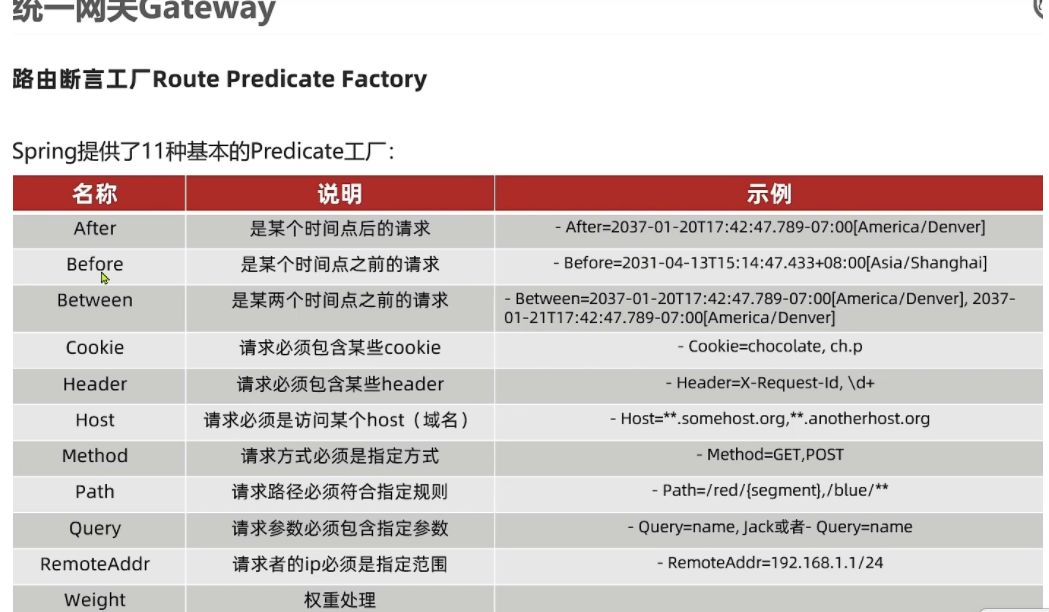 统一网关Gateway
路由断言工厂Route Predicate Factory
Spring提供了11种基本的Predicate工厂：
名称 说明 示例
After 是某个时间点后的请求 - After=2037-01-20T17:42:47.789-07:00[America/Denver]
Before 是某个时间点之前的请求 - Before=2031-04-13T15:14:47.433+08:00[Asia/Shanghai]
Between 是某两个时间点之前的请求 - Between=2037-01-20T17:42:47.789-07:00[America/Denver], 2037-
01-21T17:42:47.789-07:00[America/Denver]
Cookie 请求必须包含某些cookie - Cookie=chocolate, ch.p
Header 请求必须包含某些header - Header=X-Request-Id, \d+
Host 请求必须是访问某个host（域名） - Host=**.somehost.org,**.anotherhost.org
Method 请求方式必须是指定方式 - Method=GET,POST
Path 请求路径必须符合指定规则 - Path=/red/{segment},/blue/**
Query 请求参数必须包含指定参数 - Query=name, Jack或者- Query=name
RemoteAddr 请求者的ip必须是指定范围 - RemoteAddr=192.168.1.1/24
Weight 权重处理